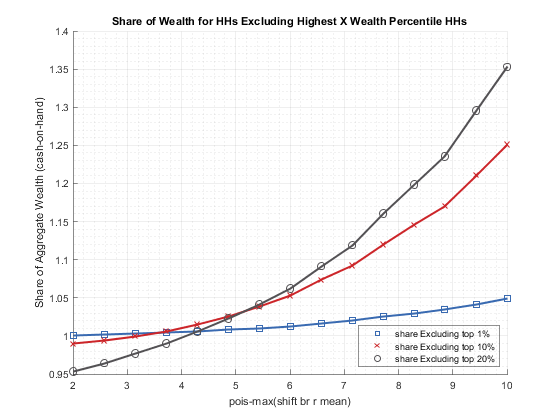 Share of Wealth for HHs Excluding Highest X Wealth Percentile HHs
Share of Aggregate Wealth (cash-on-hand)
1.4
1.35
1.3
1.25
1.2
1.15
1.1
1.05
1
0.95
2 3 4 5 6 7 8 9 10
pois-max(shift br r mean)
share Excluding top 1%
share Excluding top 10%
share Excluding top 20%